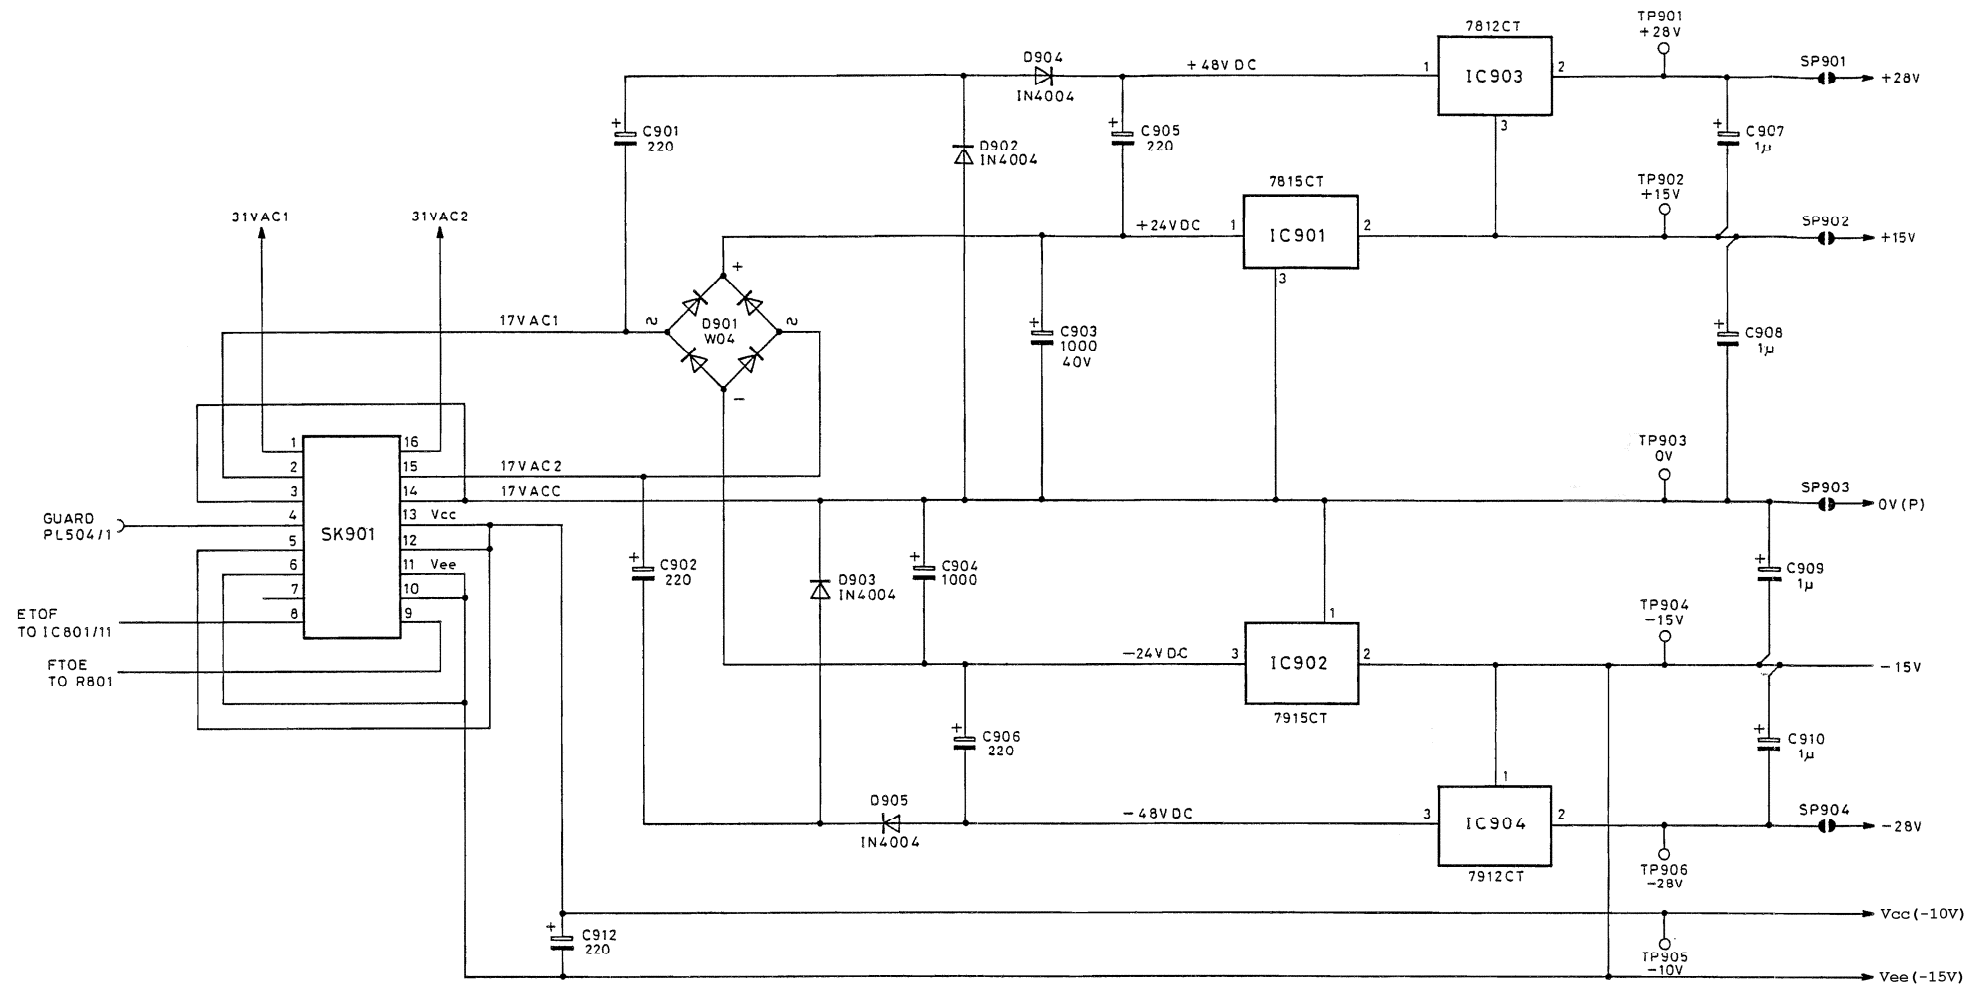 TP901
+28V
7812CT
D904
IN4004
+48VDC
1
IC903
2
3
SP901
+28V
+
C901
220
D902
IN4004
+
C905
220
+
C907
1µ
7815CT
TP902
+15V
31VAC1
31VAC2
+24VDC
1
IC901
2
3
SP902
+15V
+
17VAC1
D901
W04
−
+
C903
1000
40V
+
C908
1µ
1
2
3
4
5
6
7
8
SK901
16
15
14
13
12
11
10
9
Vcc
Vee
17VAC2
17VACC
TP903
0V
SP903
0V(P)
GUARD
PL504/1
ETOF
TO IC801/11
FTOE
TO R801
+
C902
220
D903
IN4004
+
C904
1000
+
C909
1µ
TP904
−15V
1
−24VDC
3
IC902
2
7915CT
−15V
+
C906
220
+
C910
1µ
D905
IN4004
−48VDC
1
3
IC904
2
7912CT
SP904
−28V
TP906
−28V
+
C912
220
Vcc(-10V)
TP905
−10V
Vee(-15V)